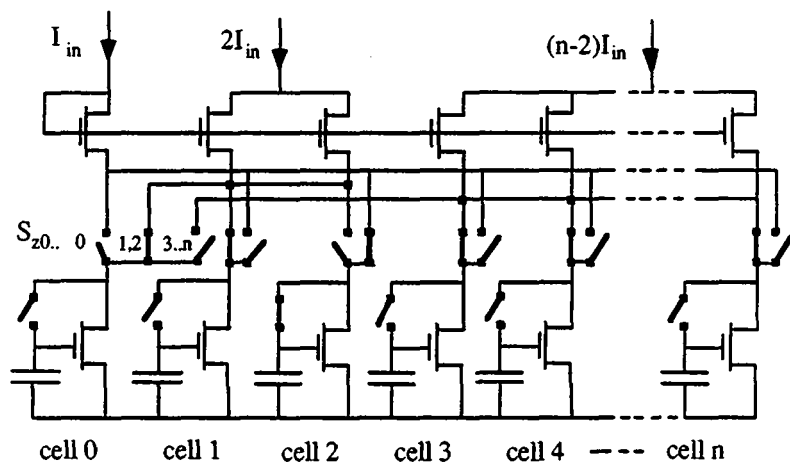 I in 2I in (n-2)I in
S z0.. 0 1,2 3..n
cell 0 cell 1 cell 2 cell 3 cell 4 cell n